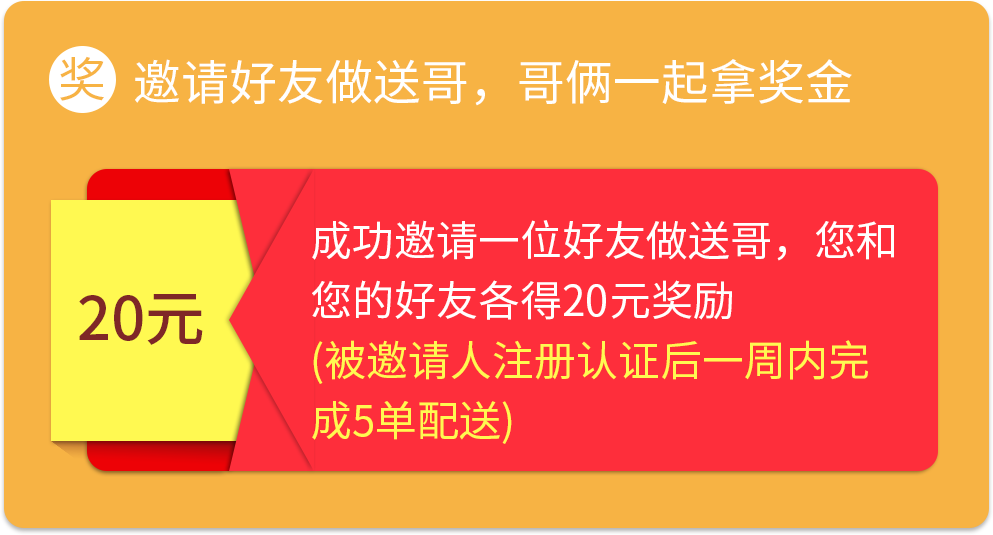 奖 邀请好友做送哥，哥俩一起拿奖金
20元
成功邀请一位好友做送哥，您和
您的好友各得20元奖励
(被邀请人注册认证后一周内完
成5单配送)